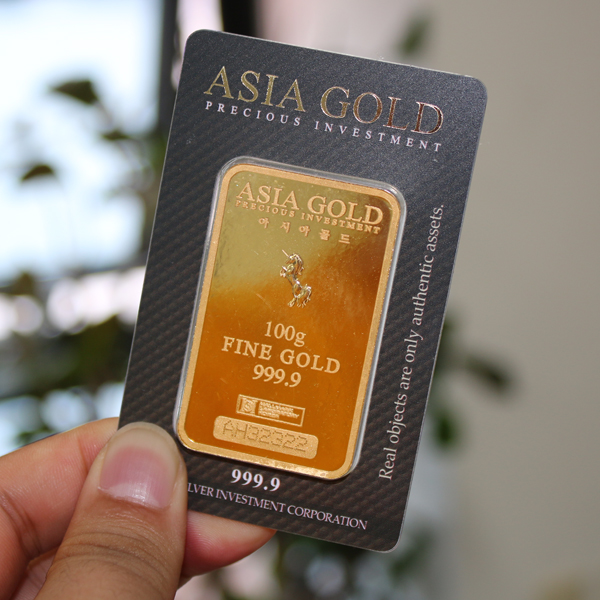 ASIA GOLD
PRECIOUS INVESTMENT
ASIA GOLD
PRECIOUS INVESTMENT
아시아골드
100g
FINE GOLD
999.9
AH32322
999.9
LVER INVESTMENT CORPORATION
Real objects are only authentic assets.